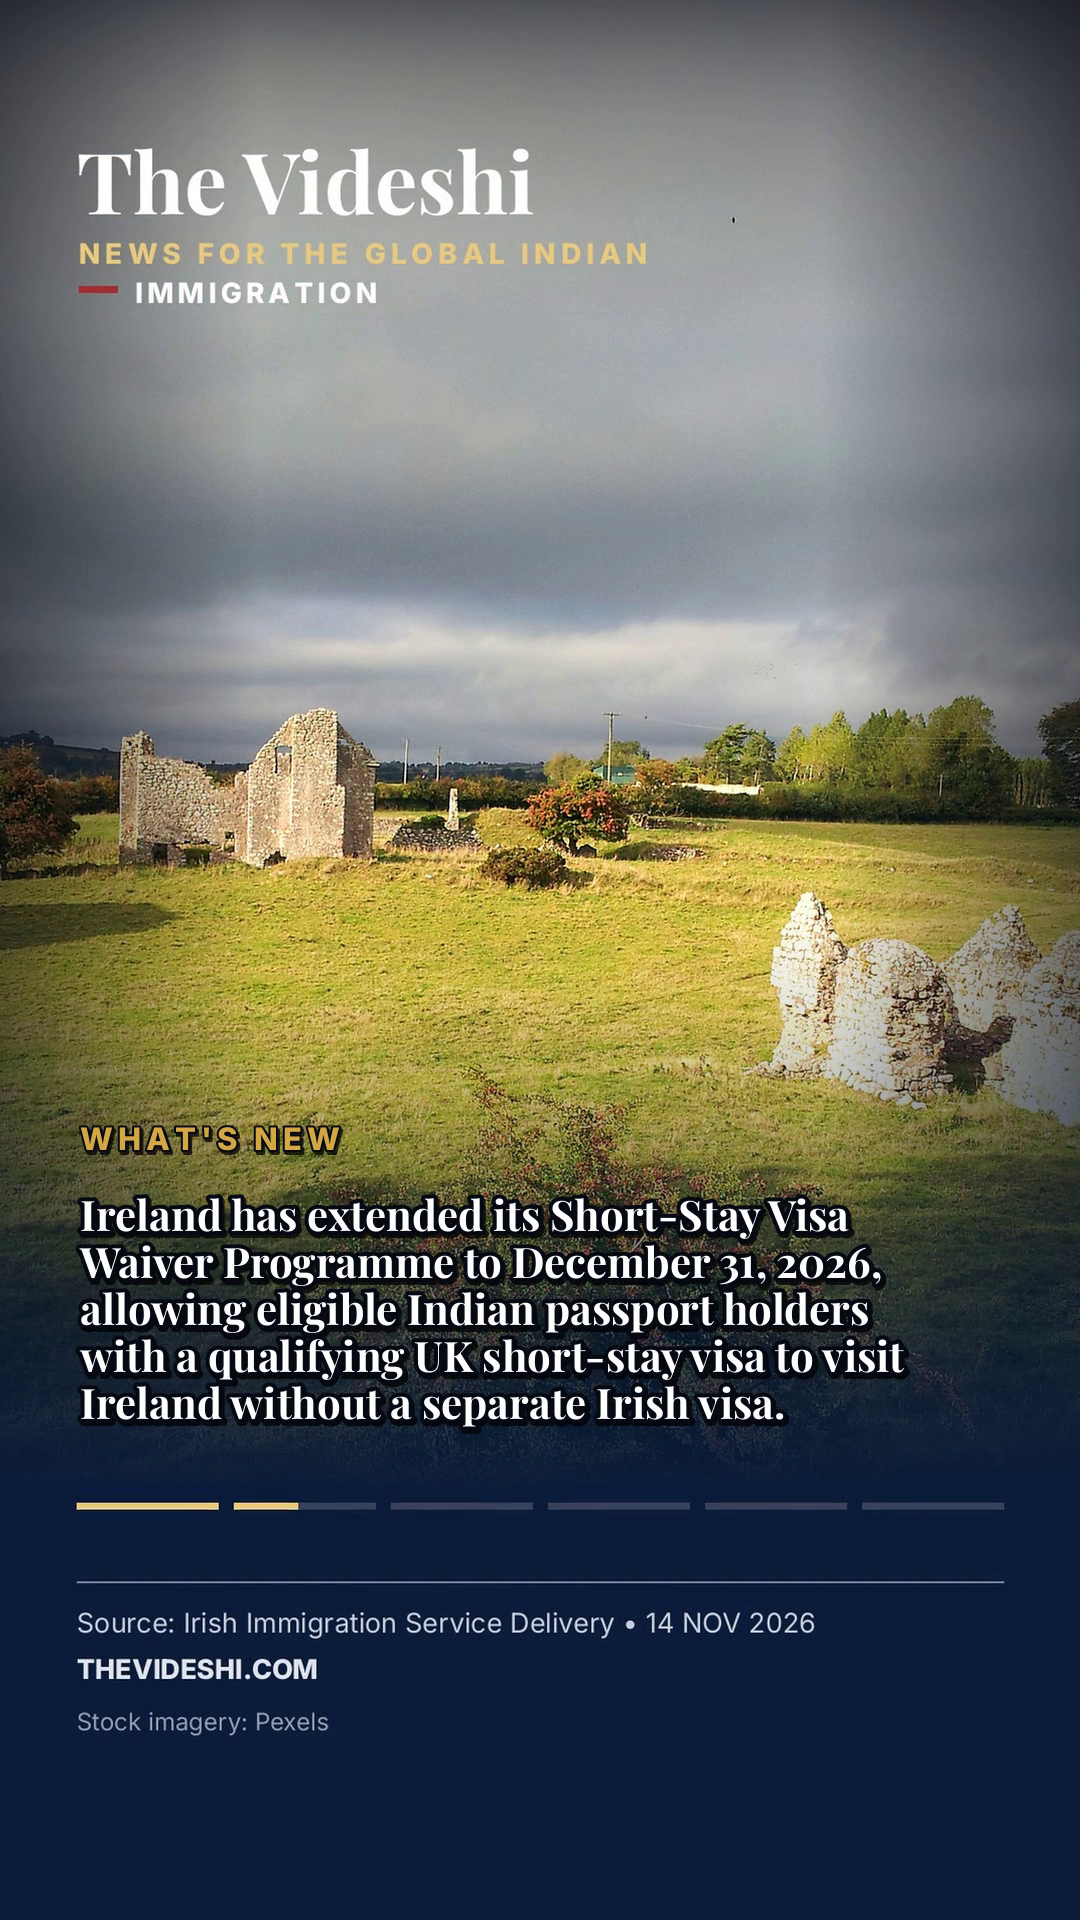 The Videshi
NEWS FOR THE GLOBAL INDIAN
IMMIGRATION
WHAT'S NEW
Ireland has extended its Short-Stay Visa
Waiver Programme to December 31, 2026,
allowing eligible Indian passport holders
with a qualifying UK short-stay visa to visit
Ireland without a separate Irish visa.
Source: Irish Immigration Service Delivery • 14 NOV 2026
THEVIDESHI.COM
Stock imagery: Pexels